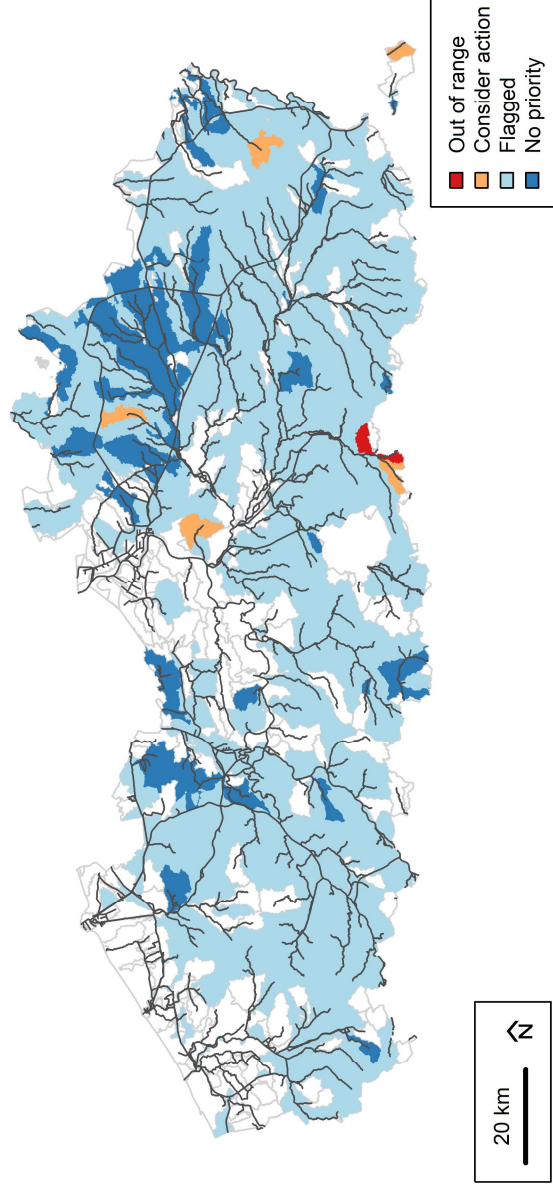 Out of range
Consider action
Flagged
No priority
20 km
N